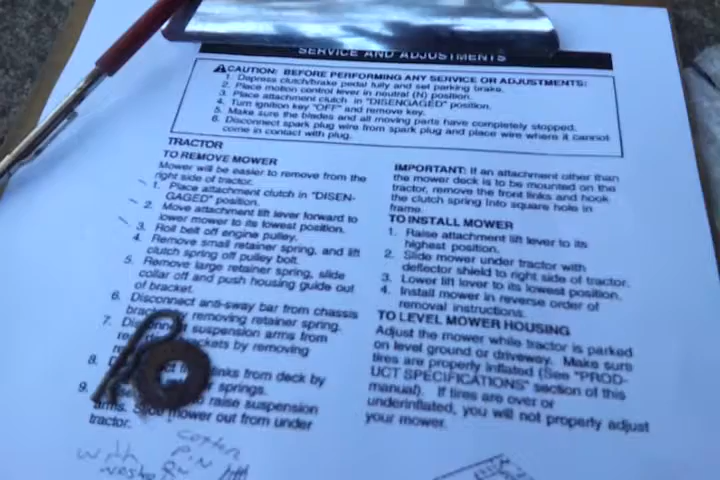 SERVICE AND ADJUSTMENTS
CAUTION: BEFORE PERFORMING ANY SERVICE OR ADJUSTMENTS:
1. Depress clutch/brake pedal fully and set parking brake.
2. Place motion control lever in neutral (N) position.
3. Place attachment clutch in "DISENGAGED" position.
4. Turn ignition key "OFF" and remove key.
5. Make sure the blades and all moving parts have completely stopped.
6. Disconnect spark plug wire from spark plug and place wire where it cannot
come in contact with plug.
TRACTOR
TO REMOVE MOWER
Mower will be easier to remove from the
right side of tractor.
1. Place attachment clutch in "DISEN-
GAGED" position.
2. Move attachment lift lever forward to
lower mower to its lowest position.
3. Roll belt off engine pulley.
4. Remove small retainer spring, and lift
clutch spring off pulley bolt.
5. Remove large retainer spring, slide
collar off and push housing guide out
of bracket.
6. Disconnect anti-sway bar from chassis
by removing retainer spring.
7. suspension arms from
by removing
8. links from deck by
springs.
9. raise suspension
arms. mower out from under
tractor.
with cotter
PIN
IMPORTANT: If an attachment other than
the mower deck is to be mounted on the
tractor, remove the front links and hook
the clutch spring into square hole in
frame.
TO INSTALL MOWER
1. Raise attachment lift lever to its
highest position.
2. Slide mower under tractor with
deflector shield to right side of tractor.
3. Lower lift lever to its lowest position.
4. Install mower in reverse order of
removal instructions.
TO LEVEL MOWER HOUSING
Adjust the mower while tractor is parked
on level ground or driveway. Make sure
tires are properly inflated (See "PROD-
UCT SPECIFICATIONS" section of this
manual). If tires are over or
underinflated, you will not properly adjust
your mower.